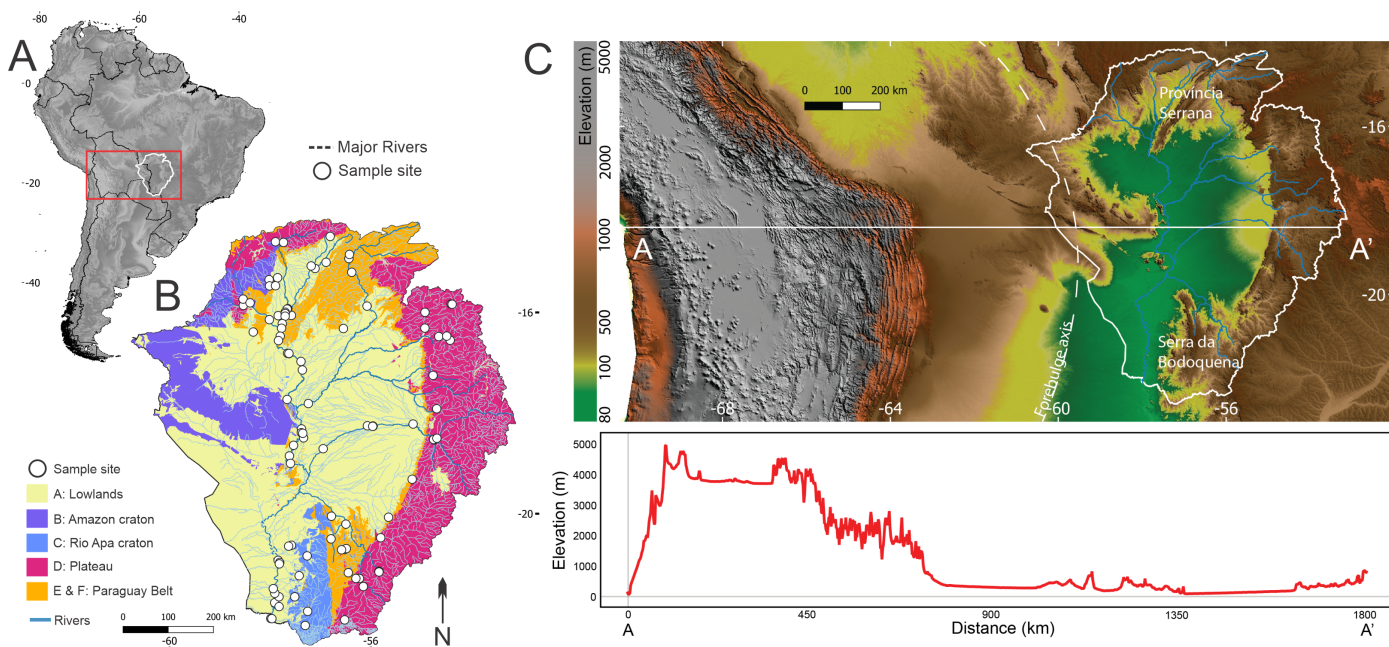 A
-80
-60
-40
-0
-20
-40
Major Rivers
Sample site
B
-16
-20
Sample site
A: Lowlands
B: Amazon craton
C: Rio Apa craton
D: Plateau
E & F: Paraguay Belt
Rivers
0 100 200 km
-60
-56
N
C
Elevation (m)
5000
2000
1000
500
100
80
0 100 200 km
Província
Serrana
-16
A
A'
-20
Forebulge axis
Serra da
Bodoquena
-68
-64
-60
-56
Elevation (m)
5000
4000
3000
2000
1000
0
0
450
900
1350
1800
A
Distance (km)
A'